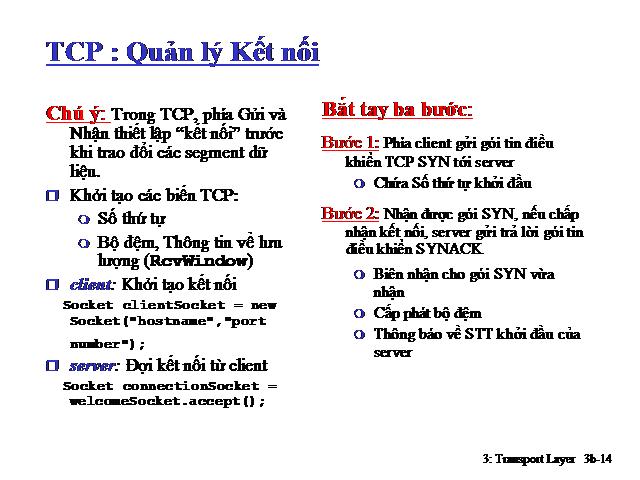 TCP : Quản lý Kết nối
Chú ý: Trong TCP, phía Gửi và
Nhận thiết lập “kết nối” trước
khi trao đổi các segment dữ
liệu.
Khởi tạo các biến TCP:
Số thứ tự
Bộ đệm, Thông tin về lưu
lượng (RcvWindow)
client: Khởi tạo kết nối
Socket clientSocket = new
Socket("hostname","port
number");
server: Đợi kết nối từ client
Socket connectionSocket =
welcomeSocket.accept();
Bắt tay ba bước:
Bước 1: Phía client gửi gói tin điều
khiển TCP SYN tới server
Chứa Số thứ tự khởi đầu
Bước 2: Nhận được gói SYN, nếu chấp
nhận kết nối, server gửi trả lời gói tin
điều khiển SYNACK.
Biên nhận cho gói SYN vừa
nhận
Cấp phát bộ đệm
Thông báo về STT khởi đầu của
server
3: Transport Layer 3b-14